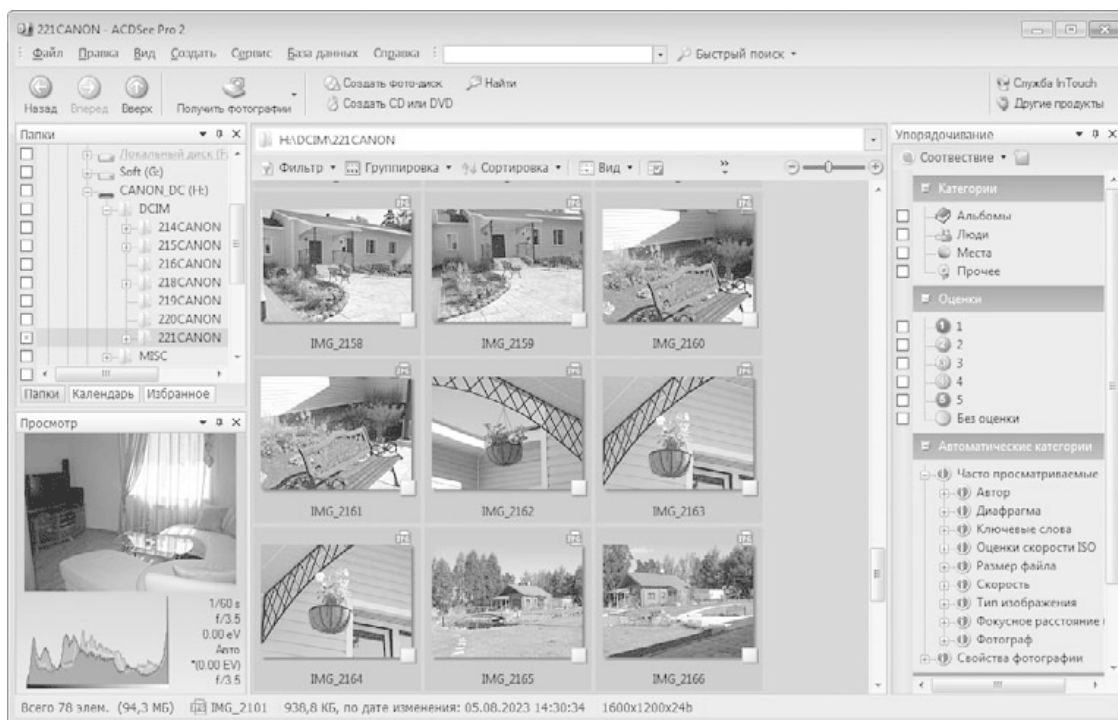 221CANON - ACDSee Pro 2
Файл Правка Вид Создать Сервис База данных Справка Быстрый поиск
Назад Вперед Вверх Получить фотографии
Создать фото-диск Найти
Создать CD или DVD
Служба InTouch
Другие продукты
Папки
Локальный диск (F
Soft (G:)
CANON_DC (H:)
DCIM
214CANON
215CANON
216CANON
218CANON
219CANON
220CANON
221CANON
MISC
Папки Календарь Избранное
Просмотр
1/60 s
f/3.5
0.00 eV
Авто
*(0.00 EV)
f/3.5
H:\DCIM\221CANON
Фильтр Группировка Сортировка Вид
IMG_2158 IMG_2159 IMG_2160
IMG_2161 IMG_2162 IMG_2163
IMG_2164 IMG_2165 IMG_2166
Упорядочивание
Соотвествие
Категории
Альбомы
Люди
Места
Прочее
Оценки
1
2
3
4
5
Без оценки
Автоматические категории
Часто просматриваемые
Автор
Диафрагма
Ключевые слова
Оценки скорости ISO
Размер файла
Скорость
Тип изображения
Фокусное расстояние
Фотограф
Свойства фотографии
Всего 78 элем. (94,3 МБ) IMG_2101 938,8 КБ, по дате изменения: 05.08.2023 14:30:34 1600x1200x24b